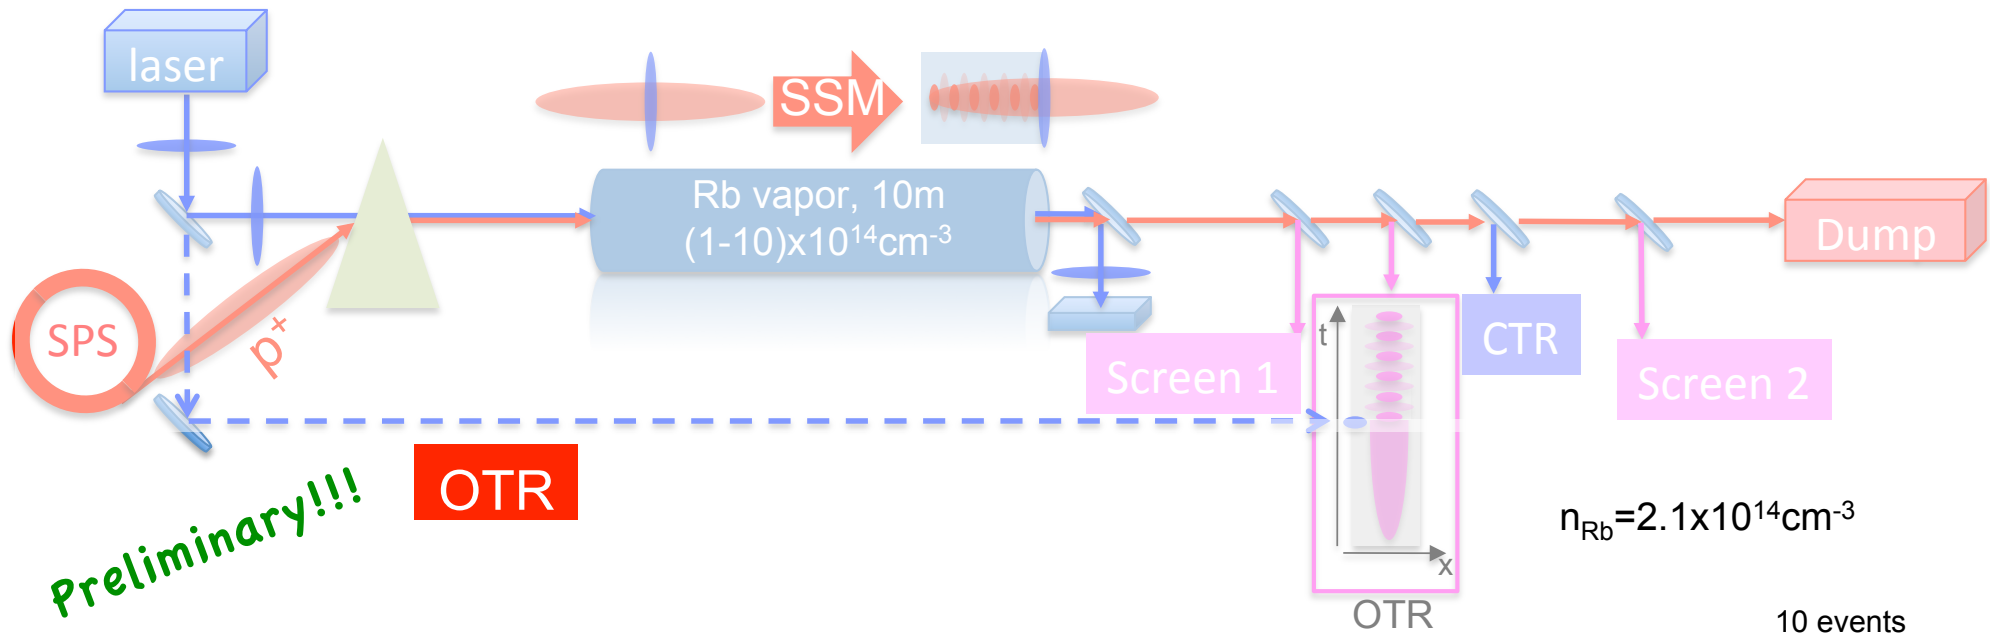 laser
SSM
Rb vapor, 10m
(1-10)x10¹⁴cm⁻³
Dump
SPS
p⁺
t
CTR
Screen 1
Screen 2
OTR
Preliminary!!!
n_Rb=2.1x10¹⁴cm⁻³
x
OTR
10 events